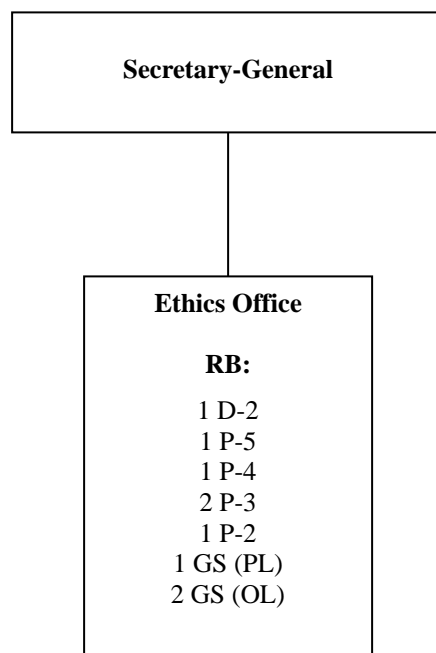 Secretary-General
Ethics Office
RB:
1 D-2
1 P-5
1 P-4
2 P-3
1 P-2
1 GS (PL)
2 GS (OL)